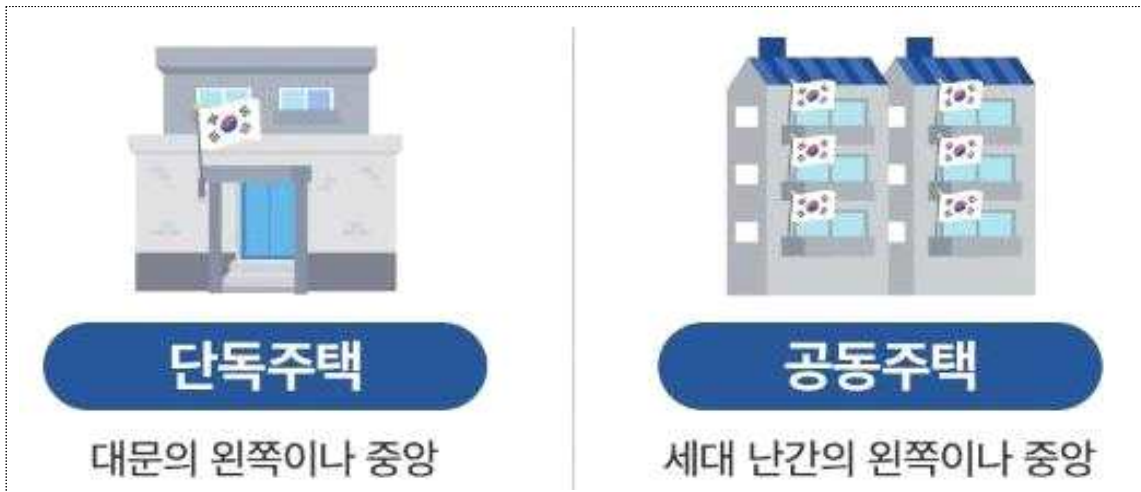 단독주택
대문의 왼쪽이나 중앙
공동주택
세대 난간의 왼쪽이나 중앙